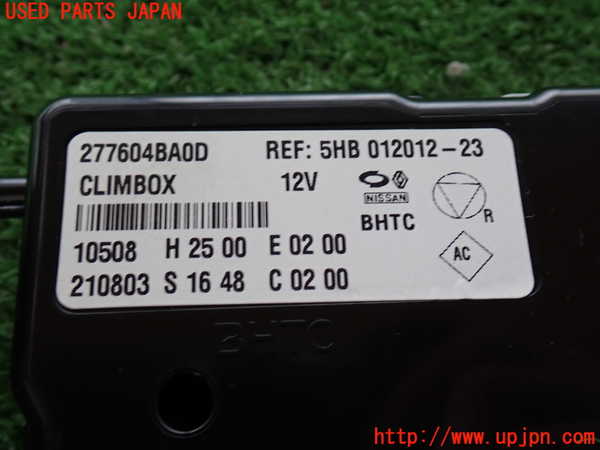 USED PARTS JAPAN
277604BA0D REF: 5HB 012012-23
CLIMBOX 12V
NISSAN
BHTC
R
10508 H 25 00 E 02 00
AC
210803 S 16 48 C 02 00
BHTC
http://www.upjpn.com/